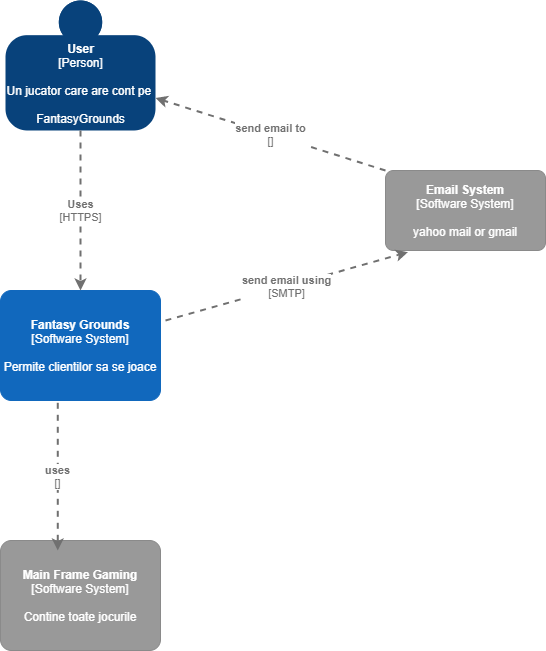 User
[Person]
Un jucator care are cont pe
FantasyGrounds
send email to
[]
Email System
[Software System]
yahoo mail or gmail
Uses
[HTTPS]
send email using
[SMTP]
Fantasy Grounds
[Software System]
Permite clientilor sa se joace
uses
[]
Main Frame Gaming
[Software System]
Contine toate jocurile